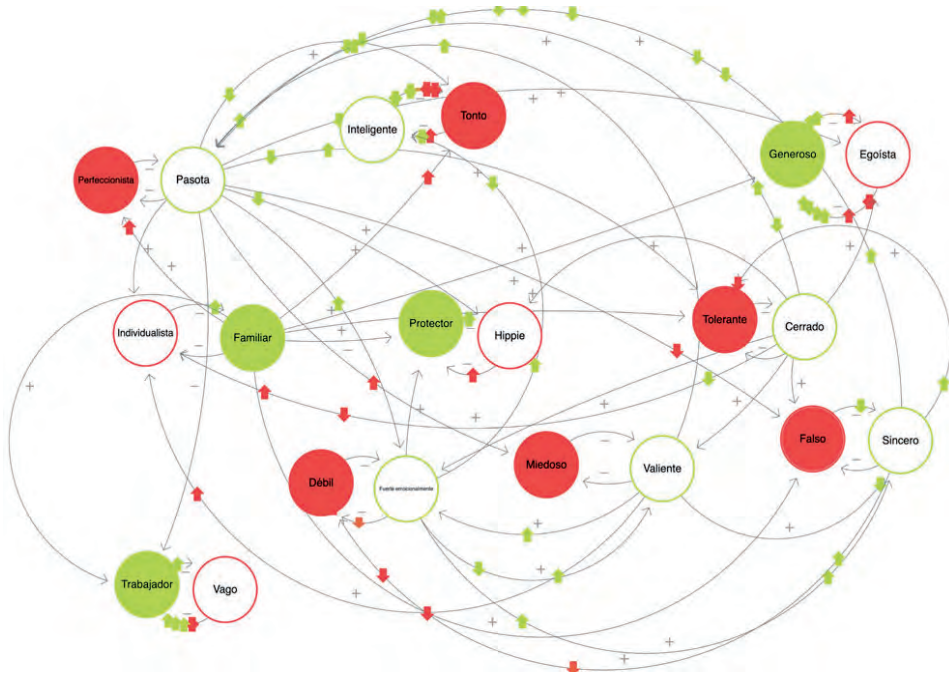 Tonto
Inteligente
Generoso
Egoísta
Perfeccionista
Pasota
Individualista
Familiar
Protector
Hippie
Tolerante
Cerrado
Falso
Sincero
Débil
Fuerte emocionalmente
Miedoso
Valiente
Trabajador
Vago